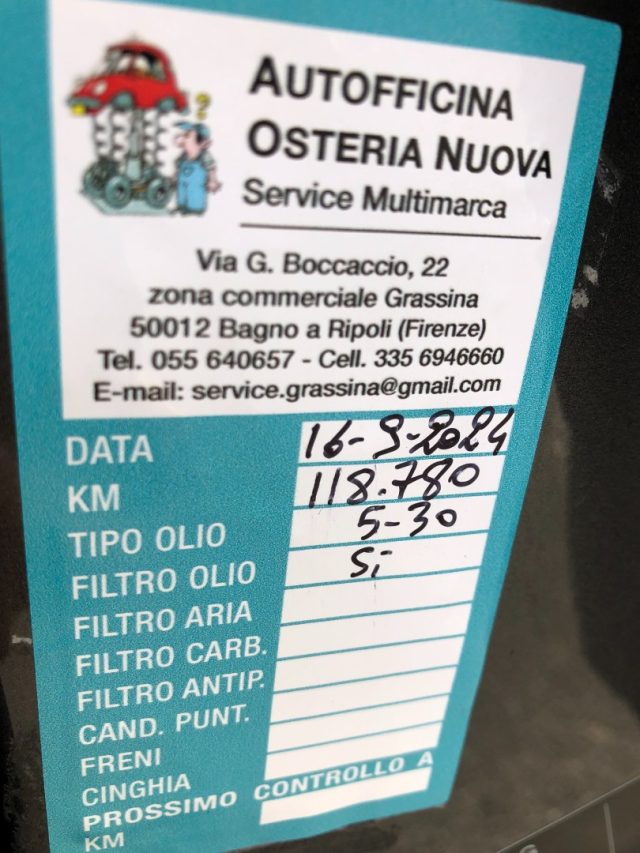 ?
AUTOFFICINA
OSTERIA NUOVA
Service Multimarca
Via G. Boccaccio, 22
zona commerciale Grassina
50012 Bagno a Ripoli (Firenze)
Tel. 055 640657 - Cell. 335 6946660
E-mail: service.grassina@gmail.com
DATA 16-9-2024
KM 118.780
TIPO OLIO 5-30
FILTRO OLIO Si
FILTRO ARIA
FILTRO CARB.
FILTRO ANTIP.
CAND. PUNT.
FRENI
CINGHIA
PROSSIMO CONTROLLO A
KM